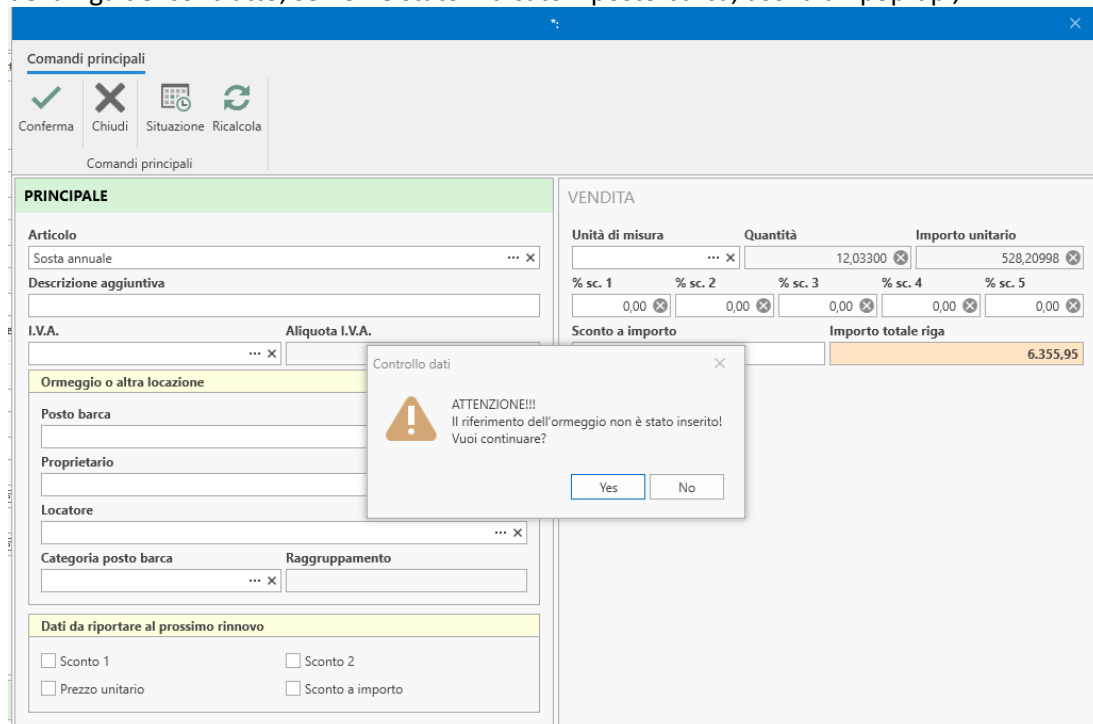 *:
Comandi principali
Conferma Chiudi Situazione Ricalcola
Comandi principali
PRINCIPALE
Articolo
Sosta annuale
Descrizione aggiuntiva
I.V.A. Aliquota I.V.A.
Ormeggio o altra locazione
Posto barca
Proprietario
Locatore
Categoria posto barca Raggruppamento
Dati da riportare al prossimo rinnovo
Sconto 1 Sconto 2
Prezzo unitario Sconto a importo
VENDITA
Unità di misura Quantità Importo unitario
12,03300 528,20998
% sc. 1 % sc. 2 % sc. 3 % sc. 4 % sc. 5
0,00 0,00 0,00 0,00 0,00
Sconto a importo Importo totale riga
6.355,95
Controllo dati
ATTENZIONE!!!
Il riferimento dell'ormeggio non è stato inserito!
Vuoi continuare?
Yes No